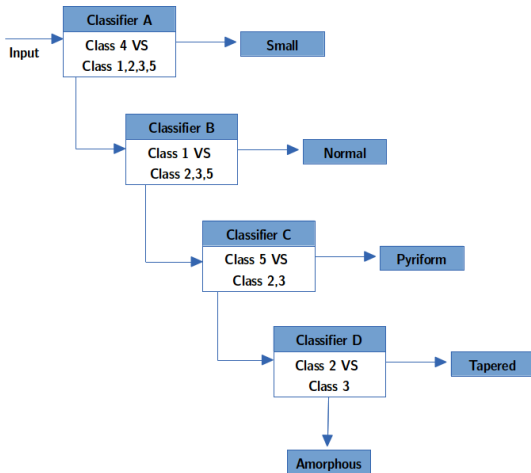 Classifier A
Input
Class 4 VS
Class 1,2,3,5
Small
Classifier B
Class 1 VS
Class 2,3,5
Normal
Classifier C
Class 5 VS
Class 2,3
Pyriform
Classifier D
Class 2 VS
Class 3
Tapered
Amorphous